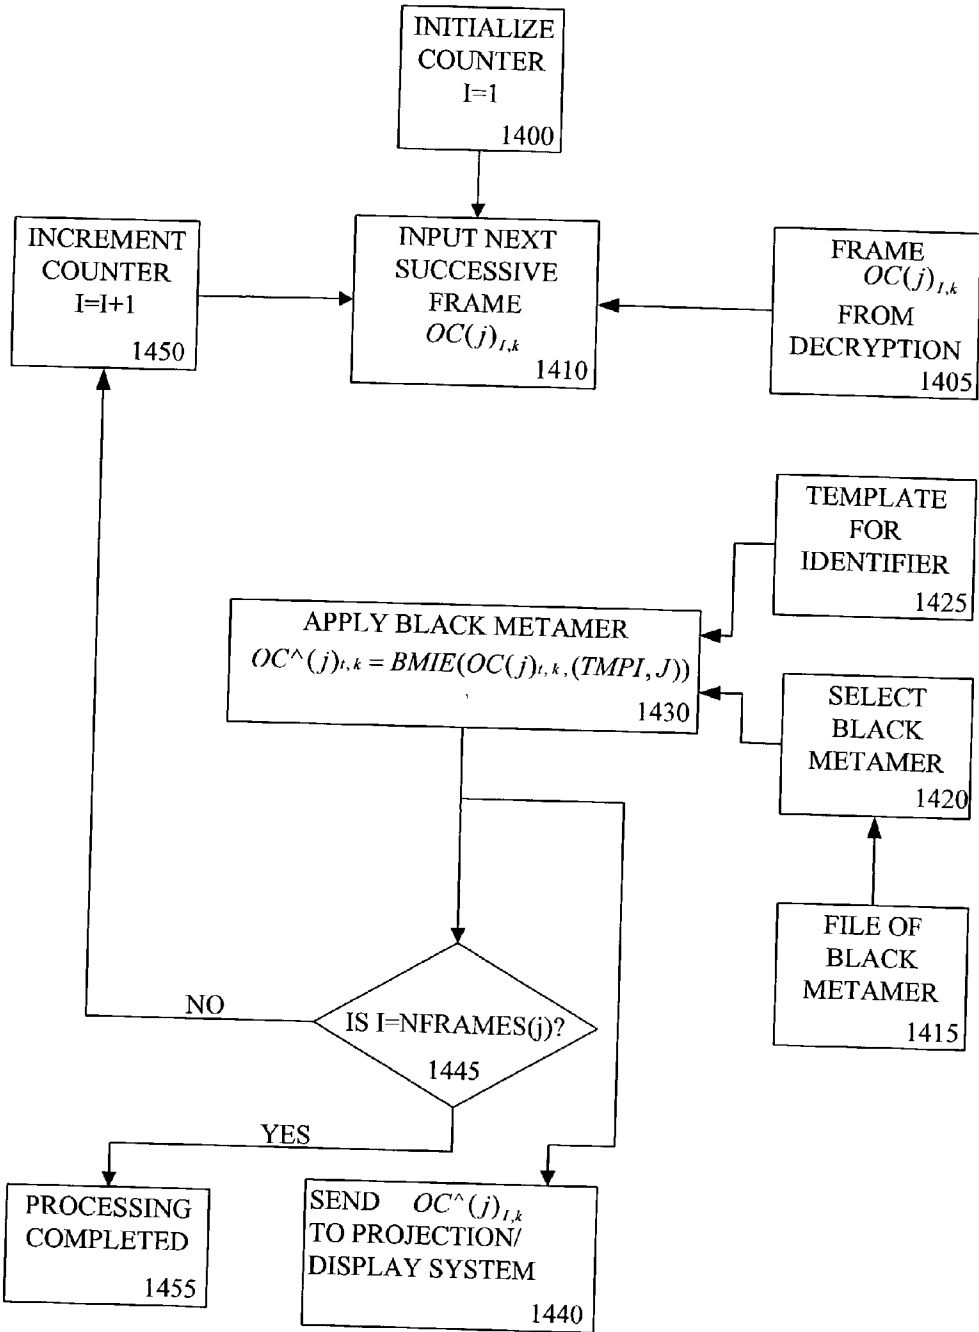 INITIALIZE
COUNTER
I=1
1400
INCREMENT
COUNTER
I=I+1
1450
INPUT NEXT
SUCCESSIVE
FRAME
OC(j)I,k
1410
FRAME
OC(j)I,k
FROM
DECRYPTION
1405
TEMPLATE
FOR
IDENTIFIER
1425
APPLY BLACK METAMER
OC^(j)t,k = BMIE(OC(j)t,k,(TMPI,J))
1430
SELECT
BLACK
METAMER
1420
FILE OF
BLACK
METAMER
1415
NO
IS I=NFRAMES(j)?
1445
YES
PROCESSING
COMPLETED
1455
SEND OC^(j)I,k
TO PROJECTION/
DISPLAY SYSTEM
1440